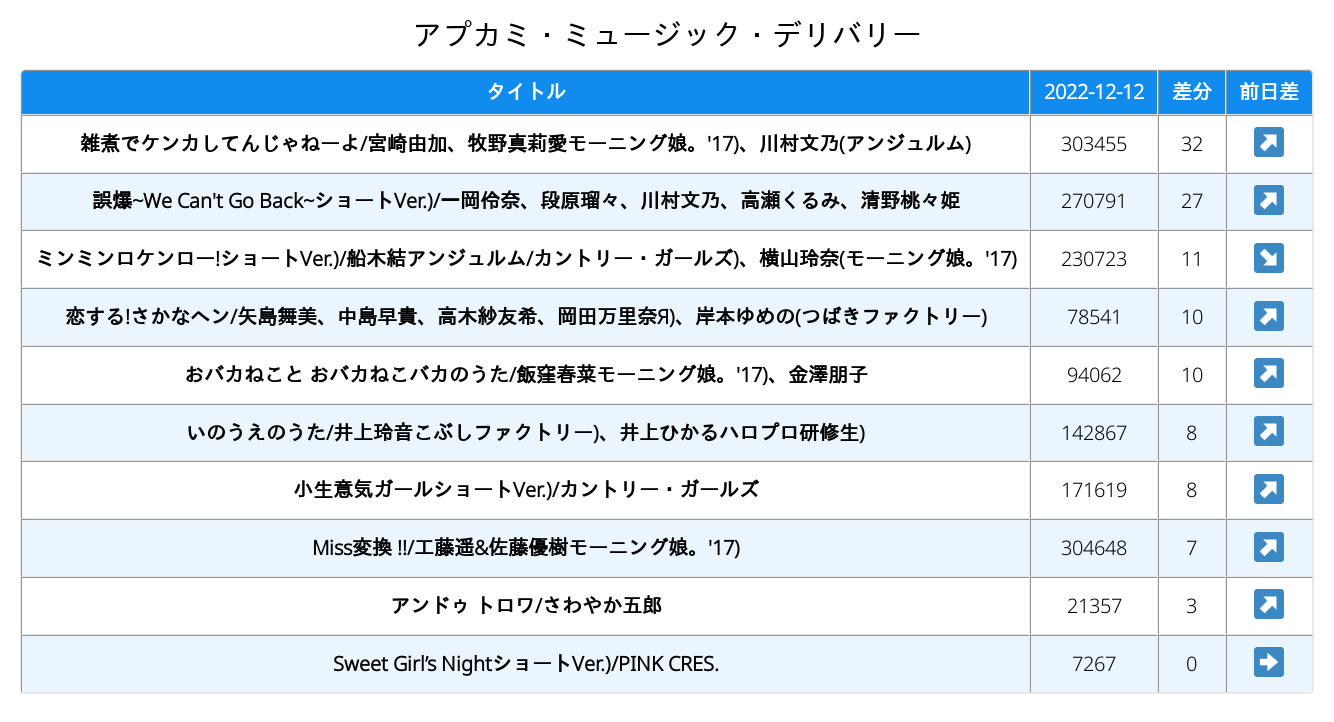 アプカミ・ミュージック・デリバリー
タイトル 2022-12-12 差分 前日差
雑煮でケンカしてんじゃねーよ/宮崎由加、牧野真莉愛モーニング娘。'17)、川村文乃(アンジュルム) 303455 32
誤爆~We Can't Go Back~ショートVer.)/一岡伶奈、段原瑠々、川村文乃、高瀬くるみ、清野桃々姫 270791 27
ミンミンロケンロー!ショートVer.)/船木結アンジュルム/カントリー・ガールズ)、横山玲奈(モーニング娘。'17) 230723 11
恋する!さかなヘン/矢島舞美、中島早貴、高木紗友希、岡田万里奈Я)、岸本ゆめの(つばきファクトリー) 78541 10
おバカねこと おバカねこバカのうた/飯窪春菜モーニング娘。'17)、金澤朋子 94062 10
いのうえのうた/井上玲音こぶしファクトリー)、井上ひかるハロプロ研修生) 142867 8
小生意気ガールショートVer.)/カントリー・ガールズ 171619 8
Miss変換 !!/工藤遥&佐藤優樹モーニング娘。'17) 304648 7
アンドゥ トロワ/さわやか五郎 21357 3
Sweet Girl’s NightショートVer.)/PINK CRES. 7267 0